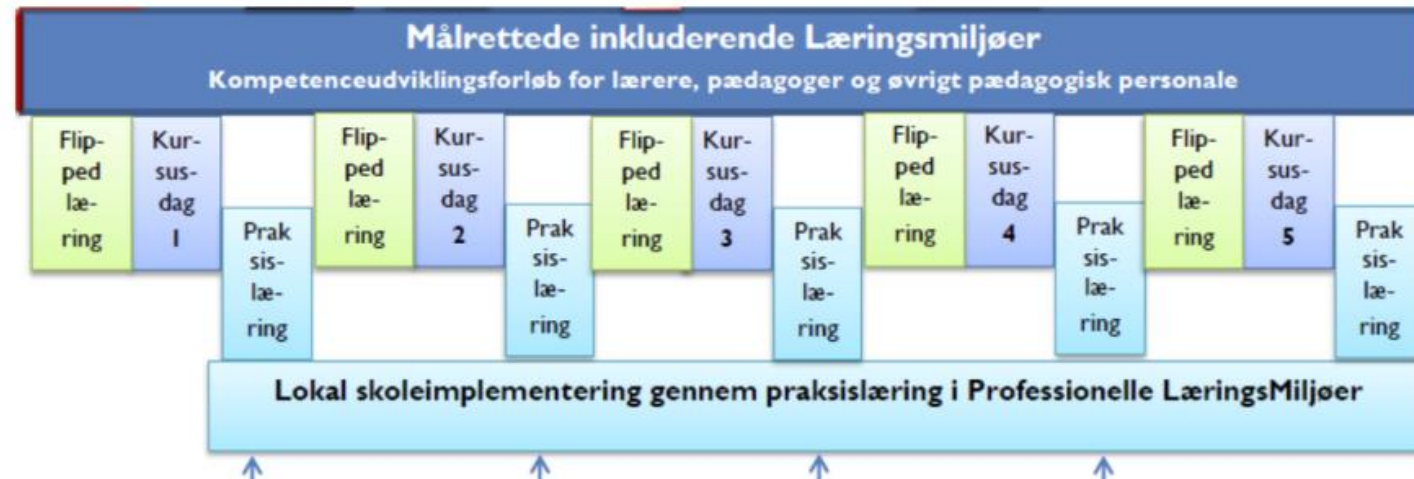 Målrettede inkluderende Læringsmiljøer
Kompetenceudviklingsforløb for lærere, pædagoger og øvrigt pædagogisk personale
Flip-
ped
læ-
ring
Kur-
sus-
dag
1
Prak
sis-
læ-
ring
Flip-
ped
læ-
ring
Kur-
sus-
dag
2
Prak
sis-
læ-
ring
Flip-
ped
læ-
ring
Kur-
sus-
dag
3
Prak
sis-
læ-
ring
Flip-
ped
læ-
ring
Kur-
sus-
dag
4
Prak
sis-
læ-
ring
Flip-
ped
læ-
ring
Kur-
sus-
dag
5
Prak
sis-
læ-
ring
Lokal skoleimplementering gennem praksislæring i Professionelle LæringsMiljøer